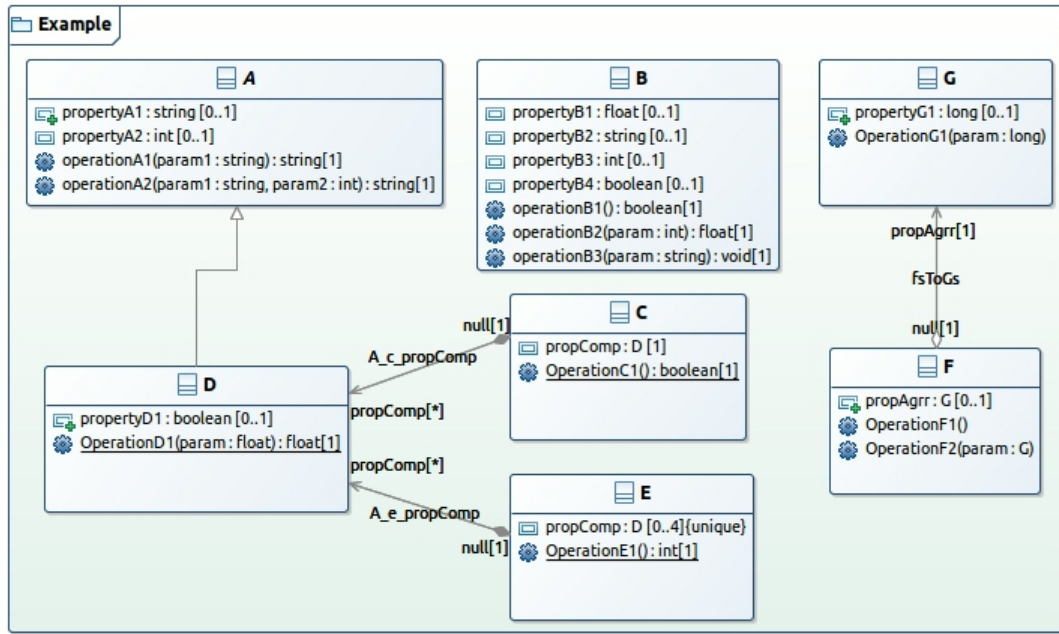 Example
A
propertyA1 : string [0..1]
propertyA2 : int [0..1]
operationA1(param1 : string) : string[1]
operationA2(param1 : string, param2 : int) : string[1]
B
propertyB1 : float [0..1]
propertyB2 : string [0..1]
propertyB3 : int [0..1]
propertyB4 : boolean [0..1]
operationB1() : boolean[1]
operationB2(param : int) : float[1]
operationB3(param : string) : void[1]
G
propertyG1 : long [0..1]
OperationG1(param : long)
propAgrr[1]
fsToGs
null[1]
F
propAgrr : G [0..1]
OperationF1()
OperationF2(param : G)
C
propComp : D [1]
OperationC1() : boolean[1]
null[1]
A_c_propComp
propComp[*]
D
propertyD1 : boolean [0..1]
OperationD1(param : float) : float[1]
propComp[*]
A_e_propComp
null[1]
E
propComp : D [0..4]{unique}
OperationE1() : int[1]